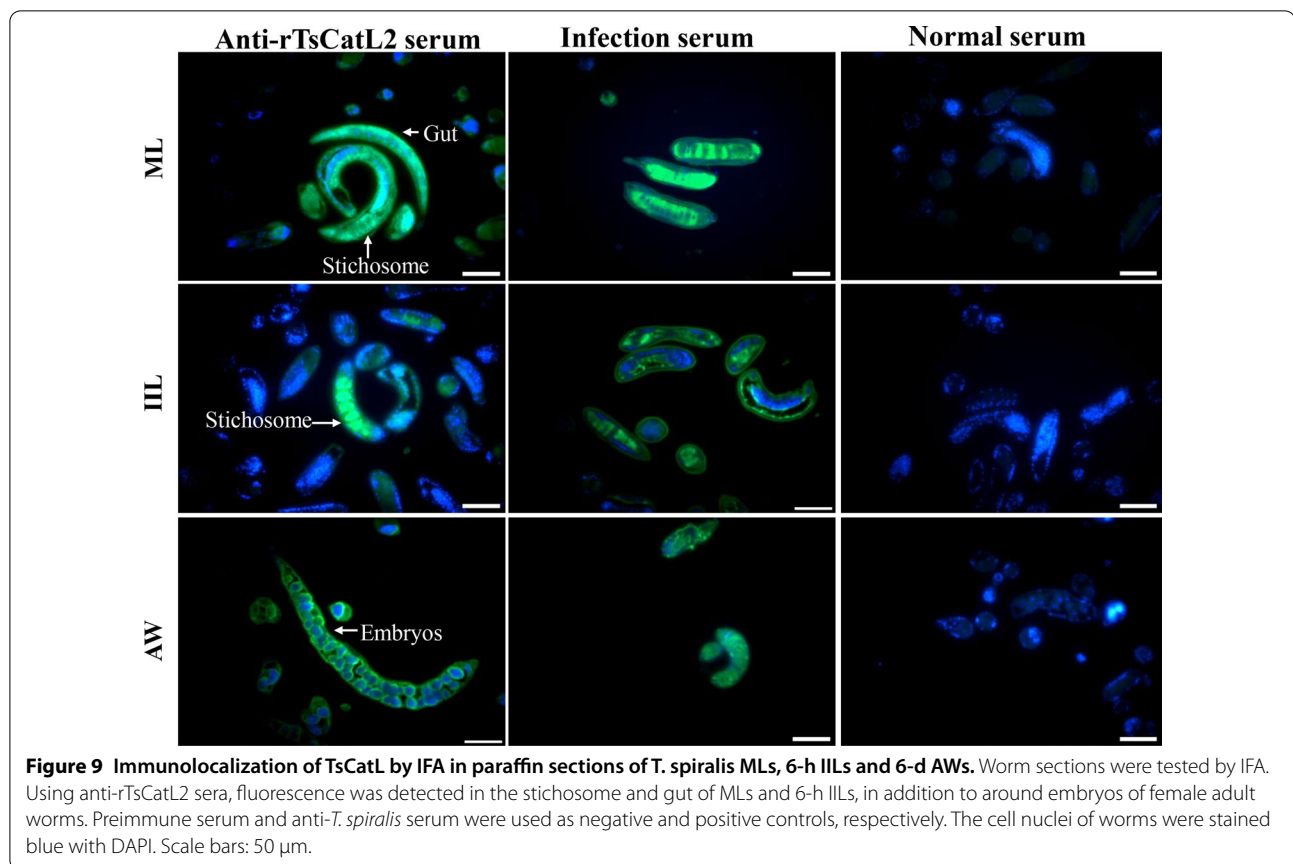 Anti-rTsCatL2 serum Infection serum Normal serum
ML
Gut
Stichosome
IIL
Stichosome
AW
Embryos
Figure 9 Immunolocalization of TsCatL by IFA in paraffin sections of T. spiralis MLs, 6-h IILs and 6-d AWs. Worm sections were tested by IFA.
Using anti-rTsCatL2 sera, fluorescence was detected in the stichosome and gut of MLs and 6-h IILs, in addition to around embryos of female adult
worms. Preimmune serum and anti-T. spiralis serum were used as negative and positive controls, respectively. The cell nuclei of worms were stained
blue with DAPI. Scale bars: 50 μm.